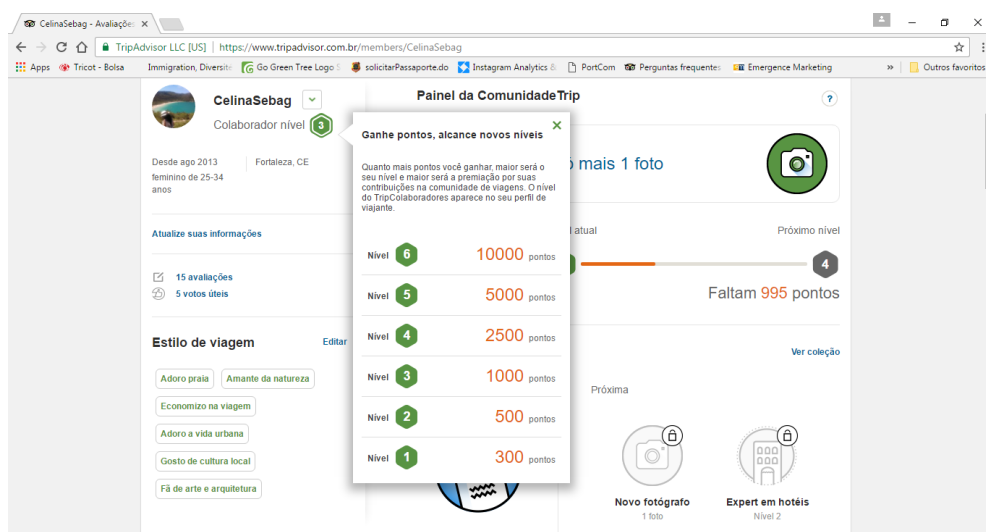 CelinaSebag - Avaliações
TripAdvisor LLC [US] | https://www.tripadvisor.com.br/members/CelinaSebag
Apps Tricot - Bolsa Immigration, Diversité Go Green Tree Logo solicitarPassaporte.do Instagram Analytics & PortCom Perguntas frequentes Emergence Marketing » Outros favoritos
CelinaSebag
Colaborador nível 3
Desde ago 2013 Fortaleza, CE
feminino de 25-34
anos
Atualize suas informações
15 avaliações
5 votos úteis
Estilo de viagem Editar
Adoro praia Amante da natureza
Economizo na viagem
Adoro a vida urbana
Gosto de cultura local
Fã de arte e arquitetura
Painel da ComunidadeTrip ?
Ganhe pontos, alcance novos níveis
Quanto mais pontos você ganhar, maior será o
seu nível e maior será a premiação por suas
contribuições na comunidade de viagens. O nível
do TripColaboradores aparece no seu perfil de
viajante.
Nível 6 10000 pontos
Nível 5 5000 pontos
Nível 4 2500 pontos
Nível 3 1000 pontos
Nível 2 500 pontos
Nível 1 300 pontos
mais 1 foto
atual Próximo nível
4
Faltam 995 pontos
Ver coleção
Próxima
Novo fotógrafo
1 foto
Expert em hotéis
Nível 2